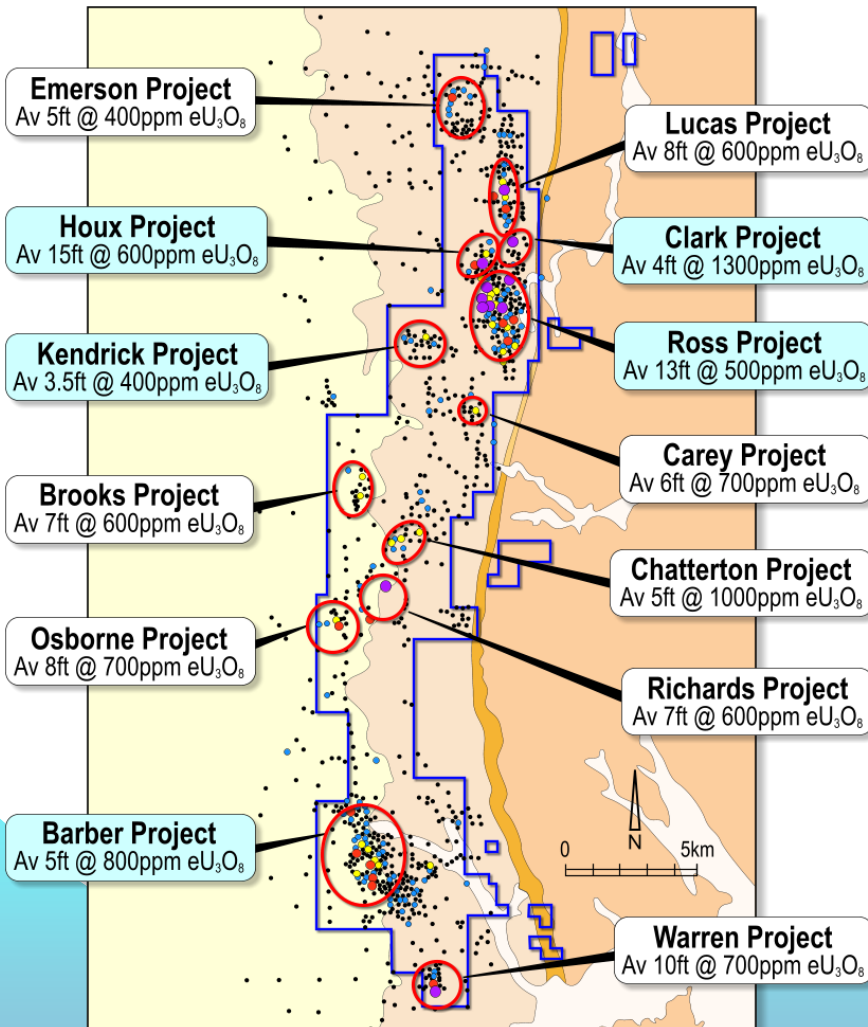 Emerson Project
Av 5ft @ 400ppm eU₃O₈
Lucas Project
Av 8ft @ 600ppm eU₃O₈
Houx Project
Av 15ft @ 600ppm eU₃O₈
Clark Project
Av 4ft @ 1300ppm eU₃O₈
Kendrick Project
Av 3.5ft @ 400ppm eU₃O₈
Ross Project
Av 13ft @ 500ppm eU₃O₈
Carey Project
Av 6ft @ 700ppm eU₃O₈
Brooks Project
Av 7ft @ 600ppm eU₃O₈
Chatterton Project
Av 5ft @ 1000ppm eU₃O₈
Osborne Project
Av 8ft @ 700ppm eU₃O₈
Richards Project
Av 7ft @ 600ppm eU₃O₈
Barber Project
Av 5ft @ 800ppm eU₃O₈
0 5km
N
Warren Project
Av 10ft @ 700ppm eU₃O₈